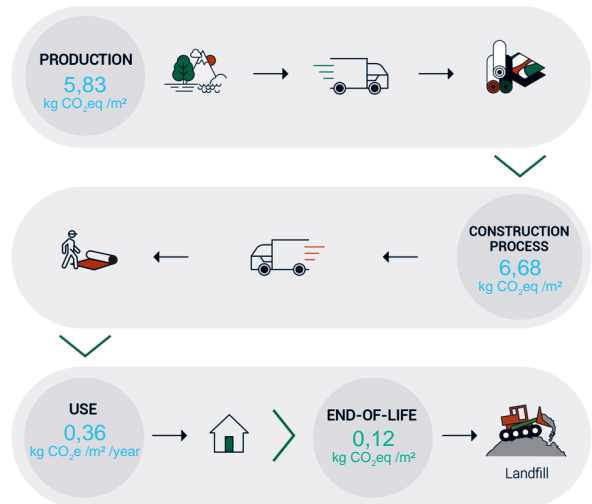 PRODUCTION
5,83
kg CO₂eq /m²
CONSTRUCTION
PROCESS
6,68
kg CO₂eq /m²
USE
0,36
kg CO₂e /m² /year
END-OF-LIFE
0,12
kg CO₂eq /m²
Landfill